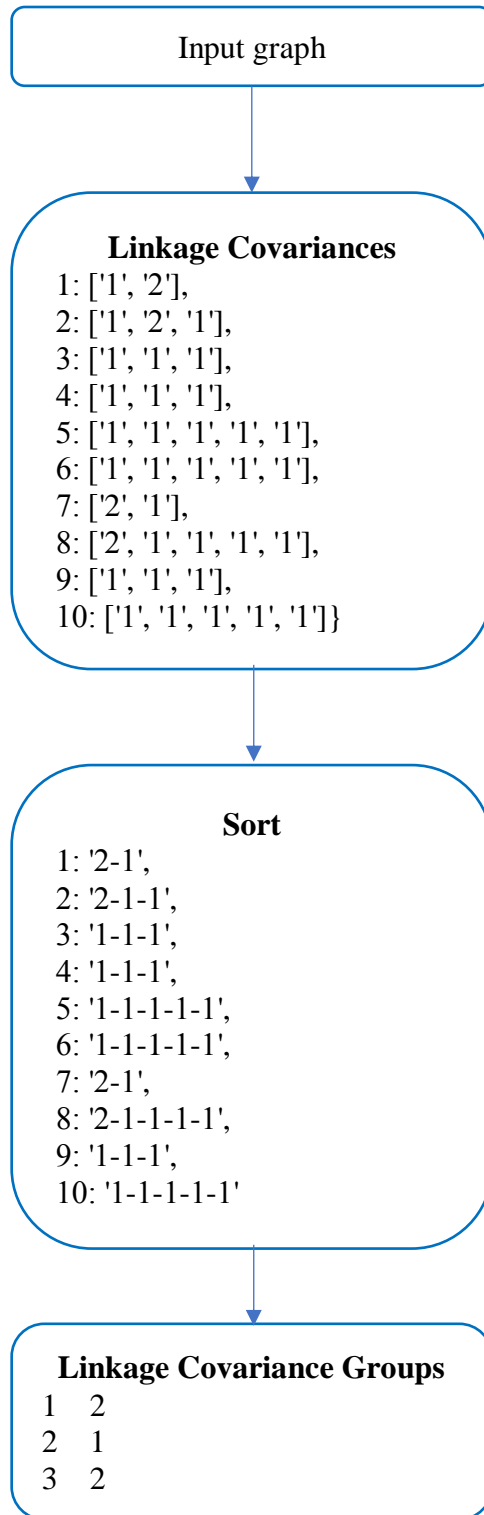 Input graph
Linkage Covariances
1: ['1', '2'],
2: ['1', '2', '1'],
3: ['1', '1', '1'],
4: ['1', '1', '1'],
5: ['1', '1', '1', '1', '1'],
6: ['1', '1', '1', '1', '1'],
7: ['2', '1'],
8: ['2', '1', '1', '1', '1'],
9: ['1', '1', '1'],
10: ['1', '1', '1', '1', '1']}
Sort
1: '2-1',
2: '2-1-1',
3: '1-1-1',
4: '1-1-1',
5: '1-1-1-1-1',
6: '1-1-1-1-1',
7: '2-1',
8: '2-1-1-1-1',
9: '1-1-1',
10: '1-1-1-1-1'
Linkage Covariance Groups
1 2
2 1
3 2